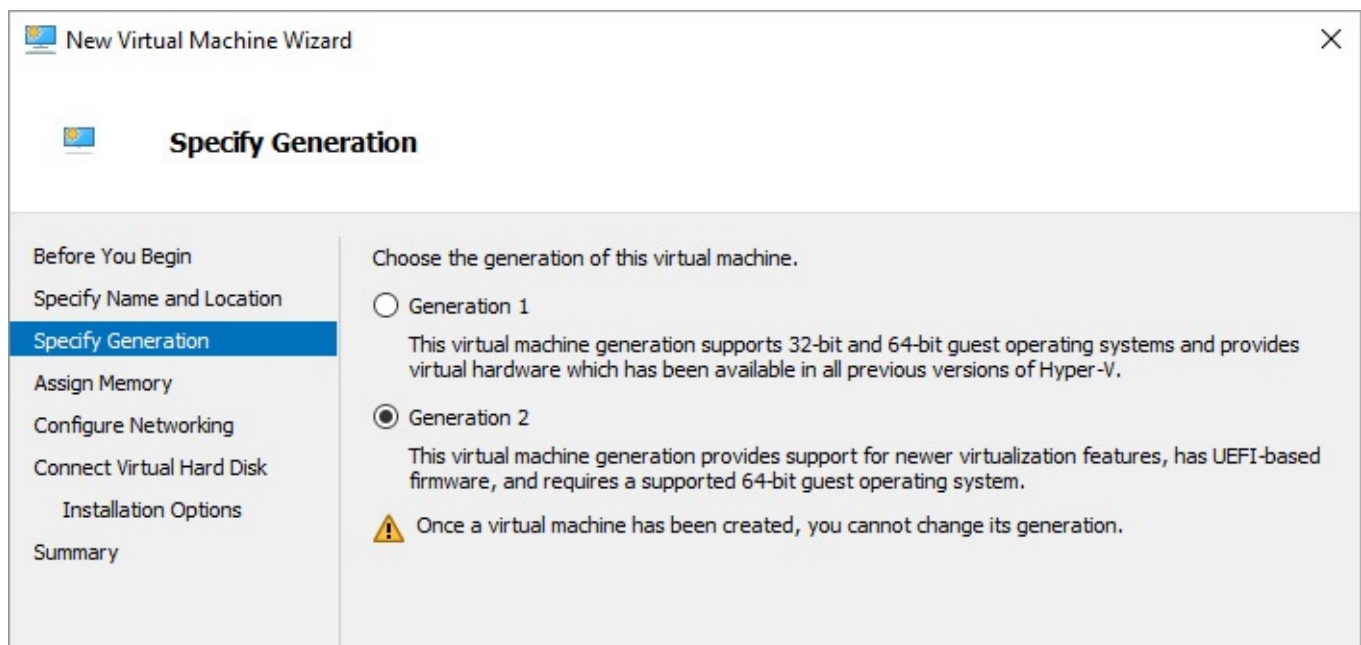 New Virtual Machine Wizard
Specify Generation
Before You Begin
Specify Name and Location
Specify Generation
Assign Memory
Configure Networking
Connect Virtual Hard Disk
Installation Options
Summary
Choose the generation of this virtual machine.
Generation 1
This virtual machine generation supports 32-bit and 64-bit guest operating systems and provides
virtual hardware which has been available in all previous versions of Hyper-V.
Generation 2
This virtual machine generation provides support for newer virtualization features, has UEFI-based
firmware, and requires a supported 64-bit guest operating system.
Once a virtual machine has been created, you cannot change its generation.